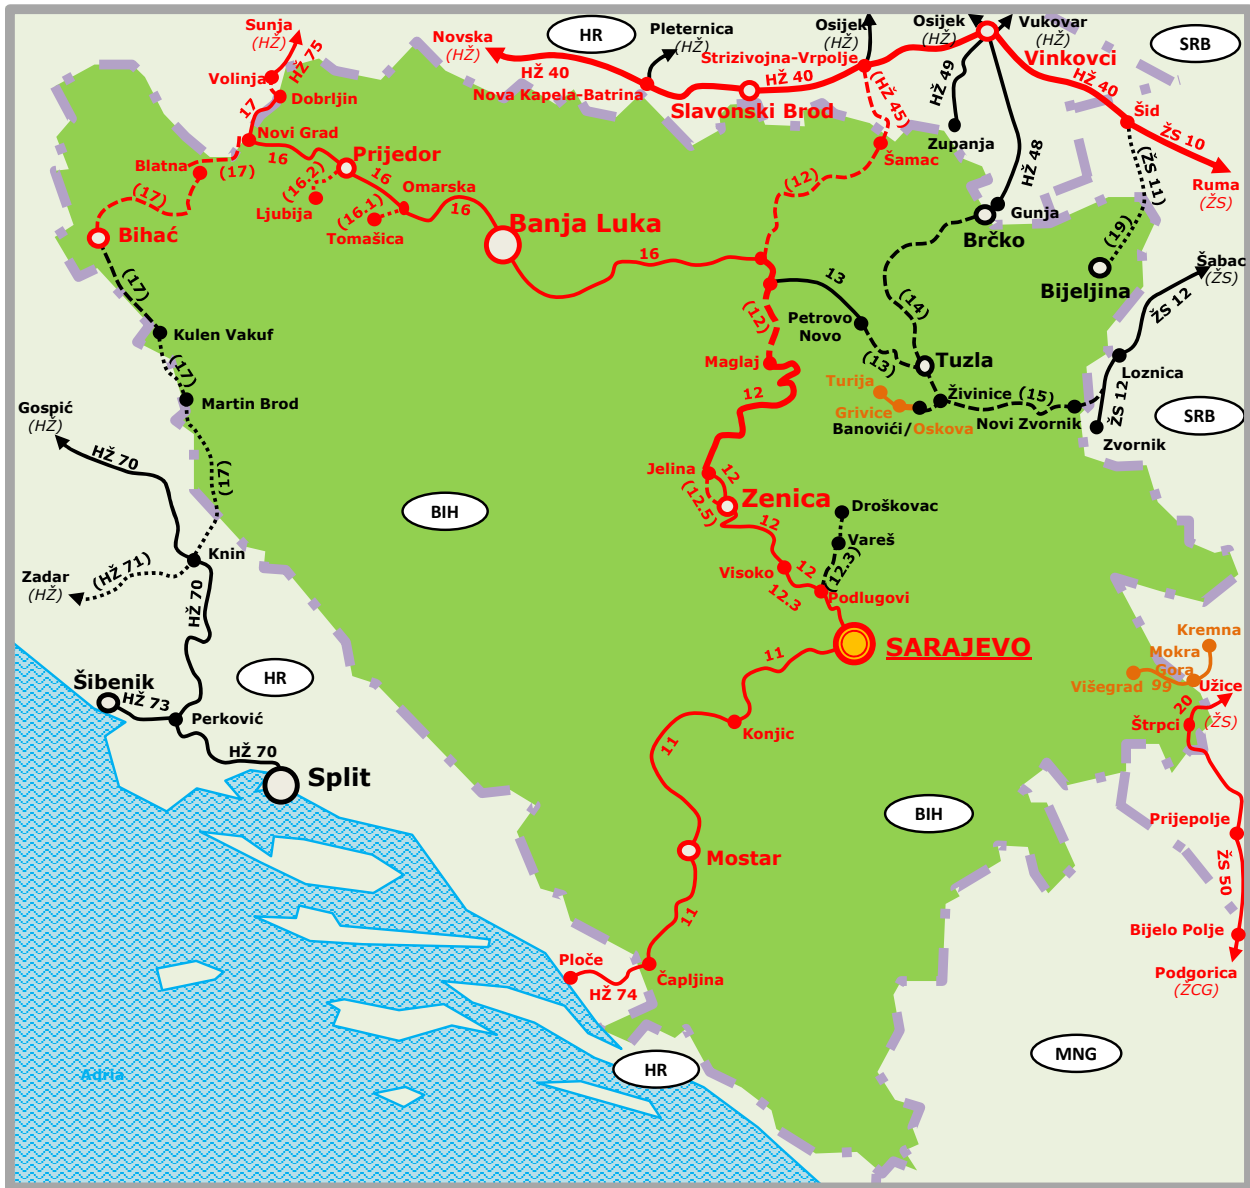 Sunja
(HŽ)
HŽ 75
Volinja
Dobrljin
17
Novi Grad
16
Prijedor
(16.2)
Ljubija
16
Omarska
(16.1)
Tomašica
16
Blatna
(17)
(17)
Bihać
Banja Luka
16
Novska
(HŽ)
HŽ 40
HR
Pleternica
(HŽ)
Nova Kapela-Batrina
Slavonski Brod
Strizivojna-Vrpolje
HŽ 40
Osijek
(HŽ)
Osijek
(HŽ)
Vukovar
(HŽ)
SRB
Vinkovci
HŽ 40
HŽ 49
(HŽ 45)
Šid
ŽS 10
Županja
Šamac
HŽ 48
(ŽS 11)
Ruma
(ŽS)
(12)
Gunja
Brčko
(19)
Bijeljina
Šabac
(ŽS)
ŽS 12
13
(14)
Petrovo
Novo
(12)
(13)
Tuzla
Maglaj
Loznica
Turija
Živinice
(15)
ŽS 12
Grivice
Banovići/Oskova
Novi Zvornik
Zvornik
SRB
(17)
Kulen Vakuf
(17)
Martin Brod
Gospić
(HŽ)
HŽ 70
(17)
12
Jelina
12
(12.5)
Zenica
12
BIH
Droškovac
Vareš
(12.3)
Knin
Zadar
(HŽ)
(HŽ 71)
HŽ 70
Visoko
12
12.3
Podlugovi
SARAJEVO
11
Kremna
Mokra
Gora
Višegrad
99
Užice
(ŽS)
20
Štrpci
HR
Šibenik
HŽ 73
Perković
HŽ 70
Split
Konjic
11
BIH
Prijepolje
ŽS 50
Mostar
11
Bijelo Polje
Podgorica
(ŽCG)
Ploče
HŽ 74
Čapljina
MNG
HR
Adria